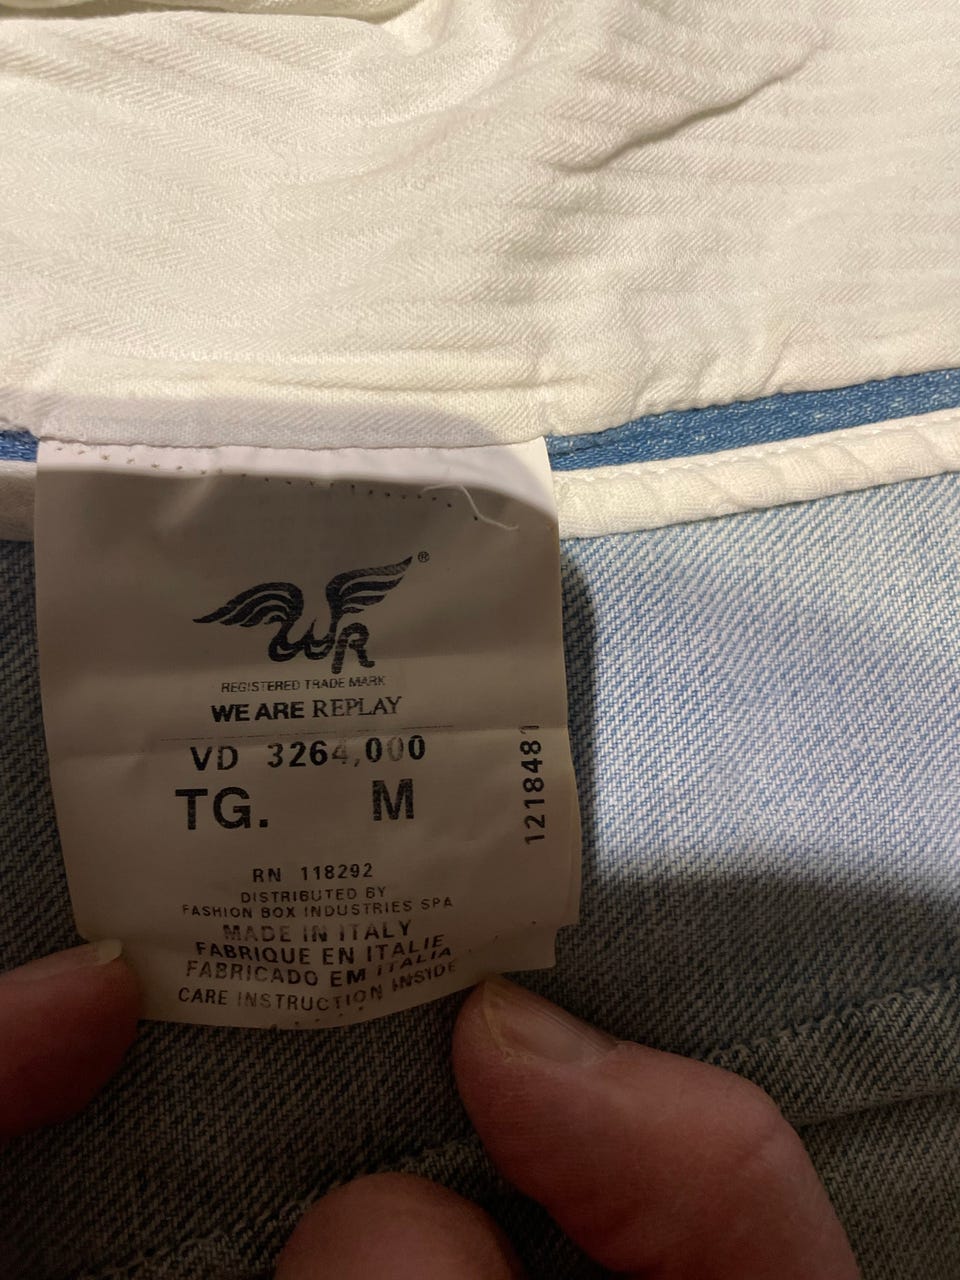 WR®
REGISTERED TRADE MARK
WE ARE REPLAY
VD 3264,000
TG. M
1218481
RN 118292
DISTRIBUTED BY
FASHION BOX INDUSTRIES SPA
MADE IN ITALY
FABRIQUE EN ITALIE
FABRICADO EM ITALIA
CARE INSTRUCTION INSIDE